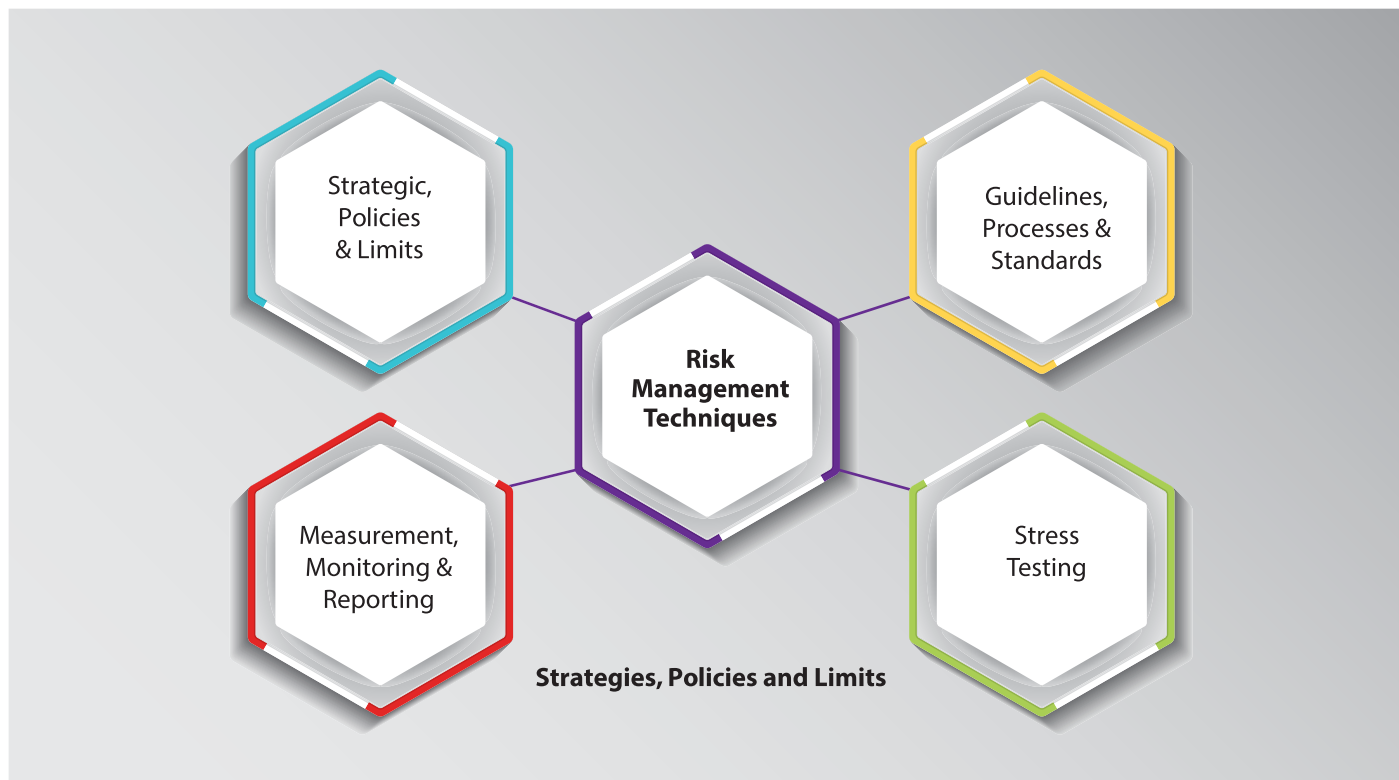 Strategic,
Policies
& Limits
Guidelines,
Processes &
Standards
Risk
Management
Techniques
Measurement,
Monitoring &
Reporting
Stress
Testing
Strategies, Policies and Limits